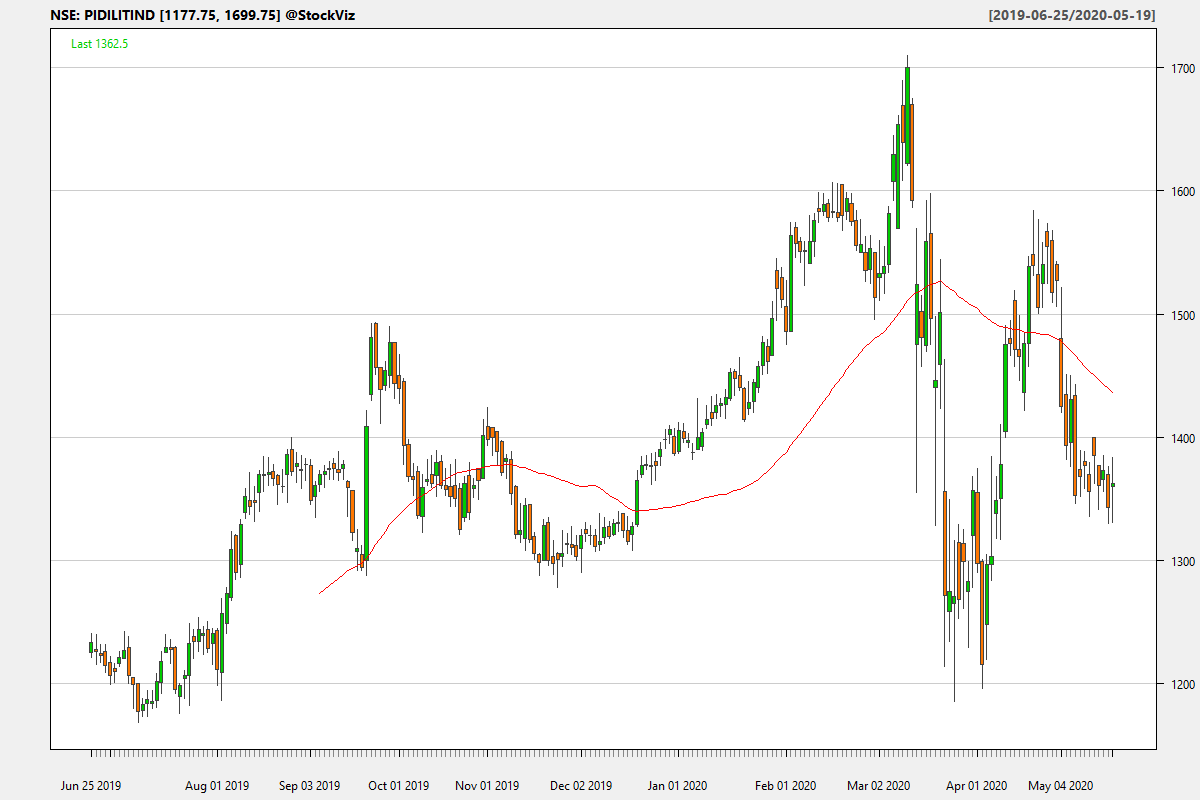 NSE: PIDILITIND [1177.75, 1699.75] @StockViz [2019-06-25/2020-05-19]
Last 1362.5
1700
1600
1500
1400
1300
1200
Jun 25 2019 Aug 01 2019 Sep 03 2019 Oct 01 2019 Nov 01 2019 Dec 02 2019 Jan 01 2020 Feb 01 2020 Mar 02 2020 Apr 01 2020 May 04 2020